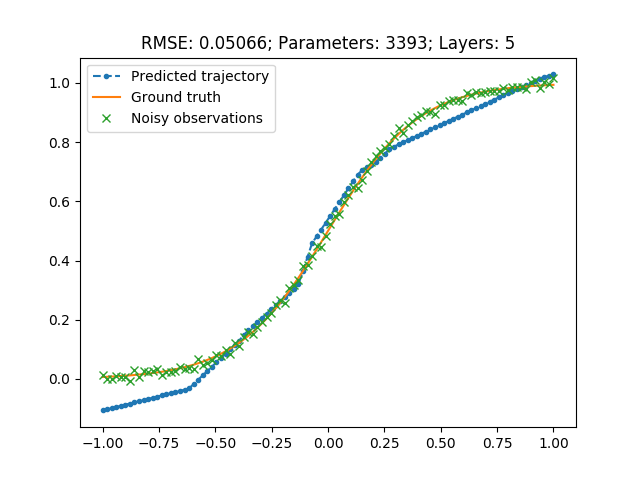 RMSE: 0.05066; Parameters: 3393; Layers: 5
Predicted trajectory
Ground truth
Noisy observations
1.0
0.8
0.6
0.4
0.2
0.0
−1.00 −0.75 −0.50 −0.25 0.00 0.25 0.50 0.75 1.00